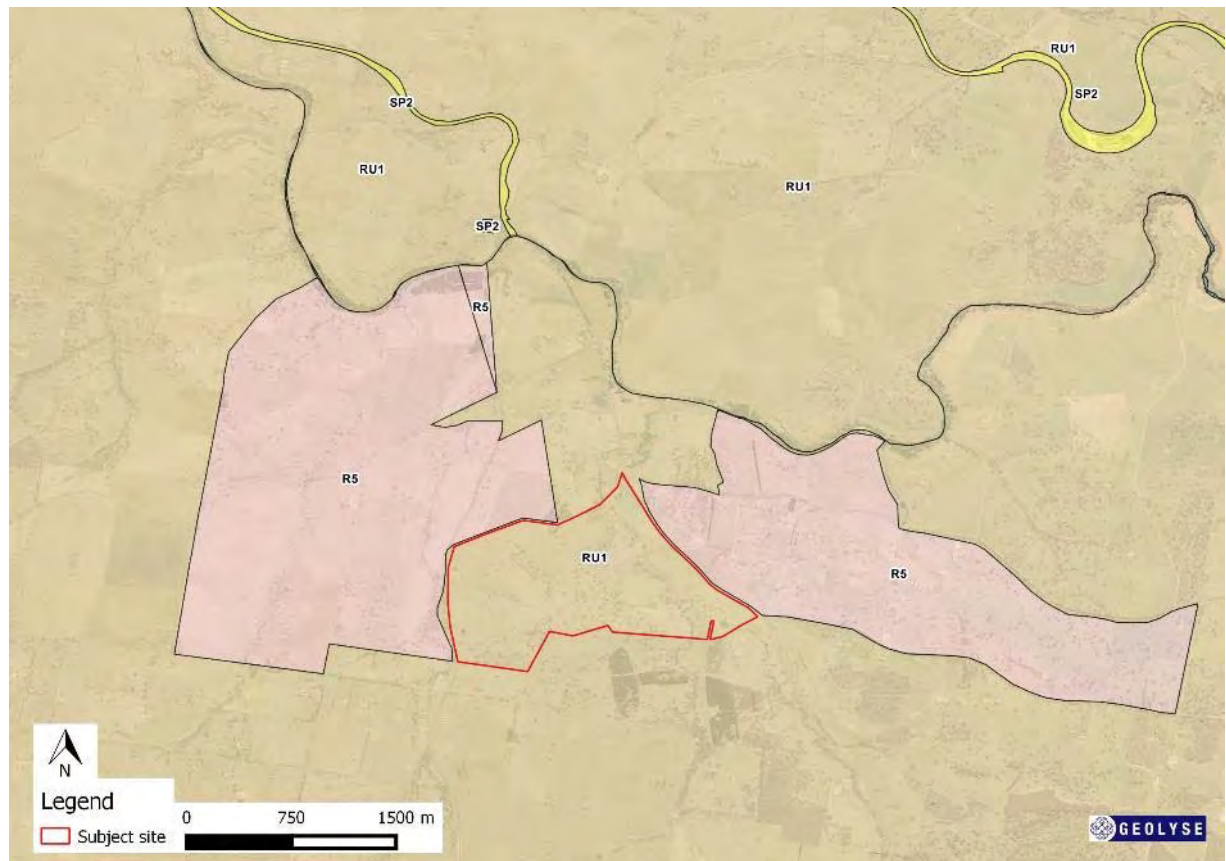 RU1
SP2
SP2
RU1
RU1
SP2
R5
R5
RU1
R5
N
Legend
0 750 1500 m
Subject site
GEOLYSE